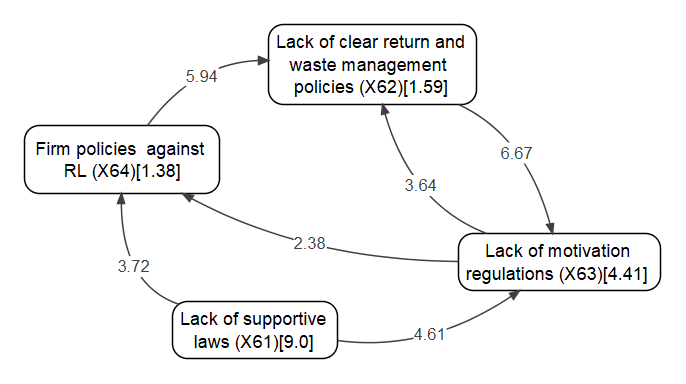 Lack of clear return and
waste management
policies (X62)[1.59]
5.94
Firm policies  against
RL (X64)[1.38]
6.67
3.64
2.38
Lack of motivation
regulations (X63)[4.41]
3.72
Lack of supportive
laws (X61)[9.0]
4.61